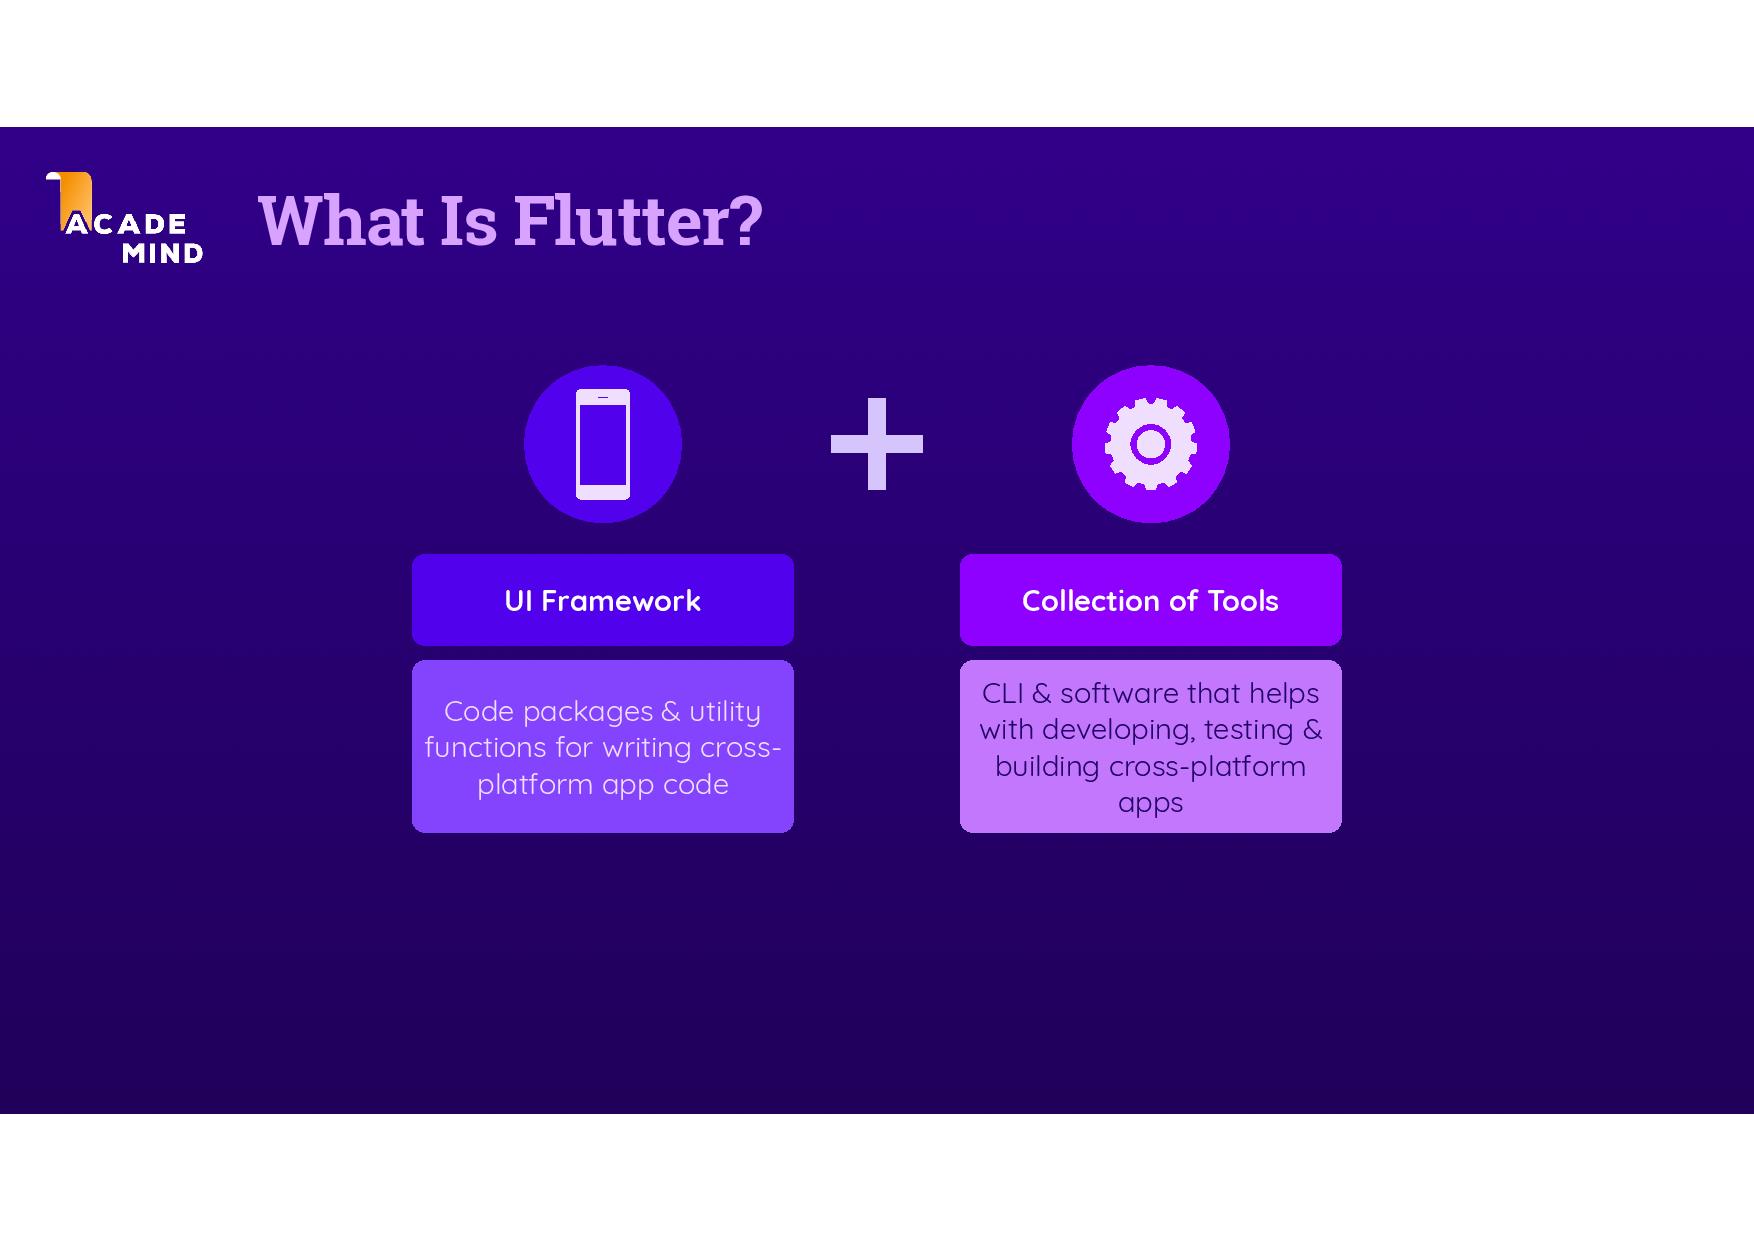 ACADE
MIND
What Is Flutter?
UI Framework
Code packages & utility
functions for writing cross-
platform app code
Collection of Tools
CLI & software that helps
with developing, testing &
building cross-platform
apps